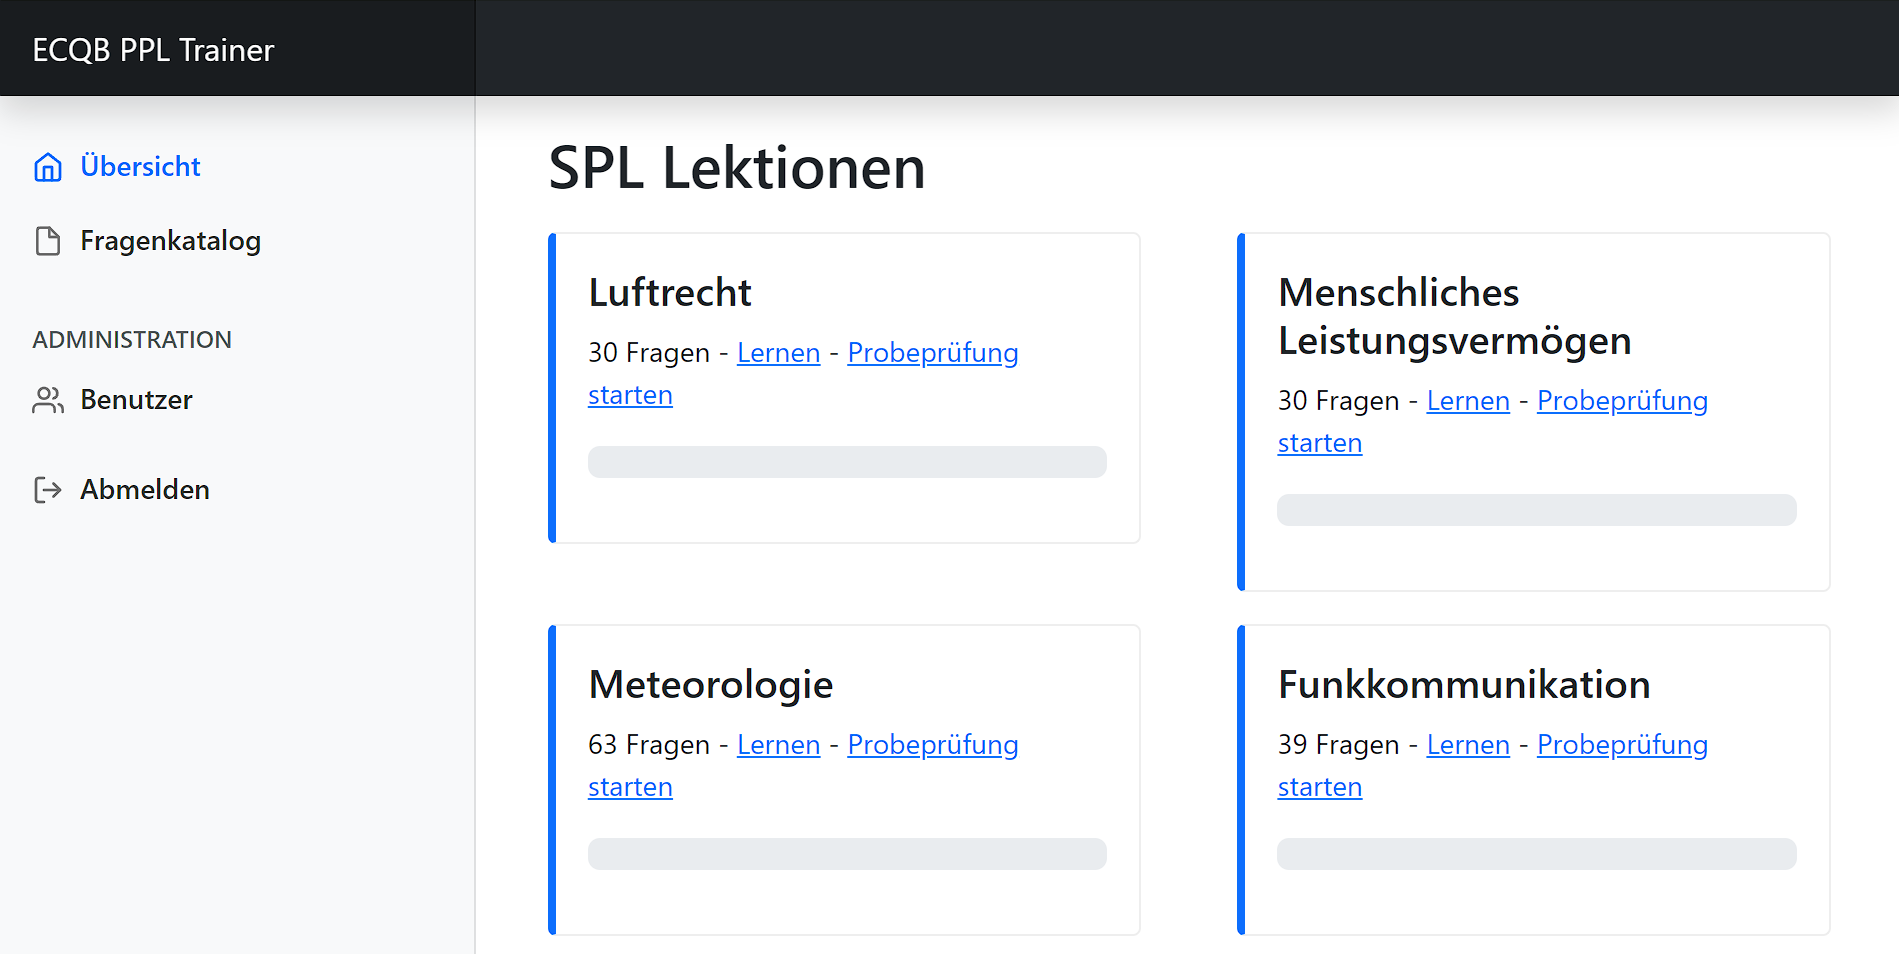 ECQB PPL Trainer
Übersicht
Fragenkatalog
ADMINISTRATION
Benutzer
Abmelden
SPL Lektionen
Luftrecht
30 Fragen - Lernen - Probeprüfung
starten
Menschliches
Leistungsvermögen
30 Fragen - Lernen - Probeprüfung
starten
Meteorologie
63 Fragen - Lernen - Probeprüfung
starten
Funkkommunikation
39 Fragen - Lernen - Probeprüfung
starten